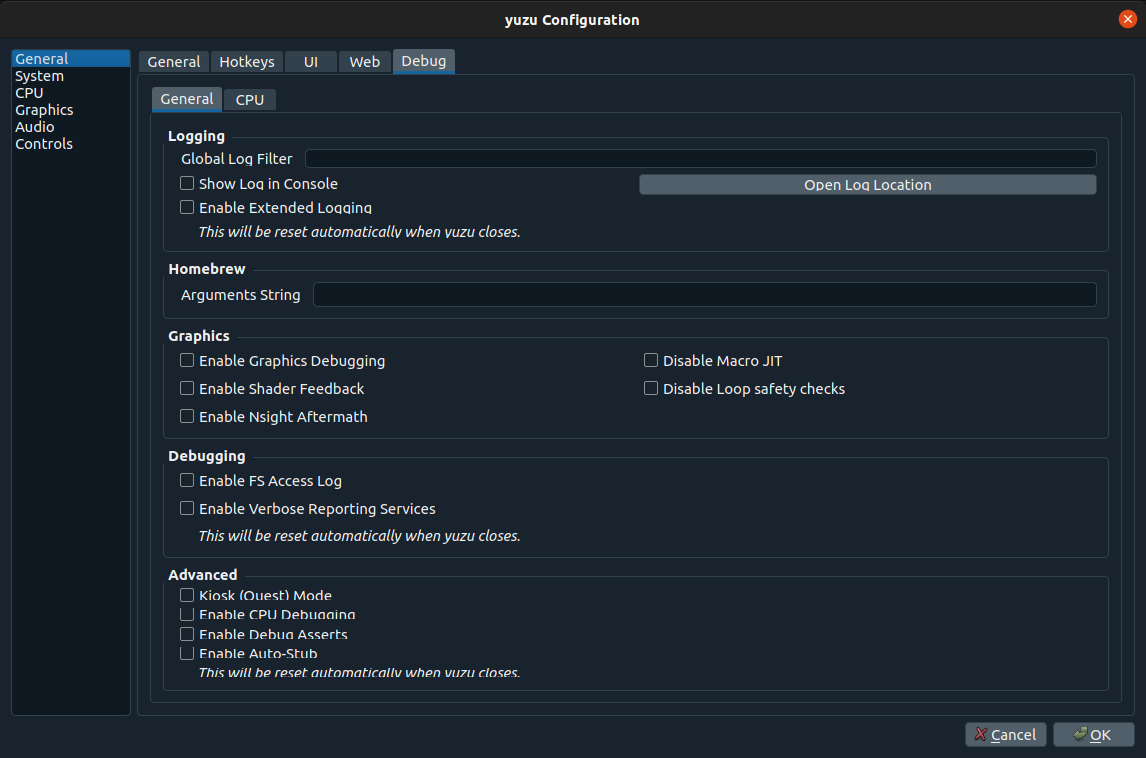 yuzu Configuration
General
System
CPU
Graphics
Audio
Controls
General Hotkeys UI Web Debug
General CPU
Logging
Global Log Filter
Show Log in Console Open Log Location
Enable Extended Logging
This will be reset automatically when yuzu closes.
Homebrew
Arguments String
Graphics
Enable Graphics Debugging Disable Macro JIT
Enable Shader Feedback Disable Loop safety checks
Enable Nsight Aftermath
Debugging
Enable FS Access Log
Enable Verbose Reporting Services
This will be reset automatically when yuzu closes.
Advanced
Kiosk (Quest) Mode
Enable CPU Debugging
Enable Debug Asserts
Enable Auto-Stub
This will be reset automatically when yuzu closes.
Cancel OK